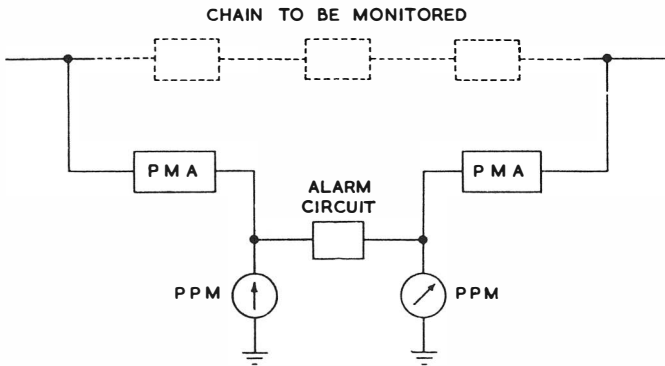 CHAIN TO BE MONITORED
PMA
PMA
ALARM
CIRCUIT
PPM
PPM